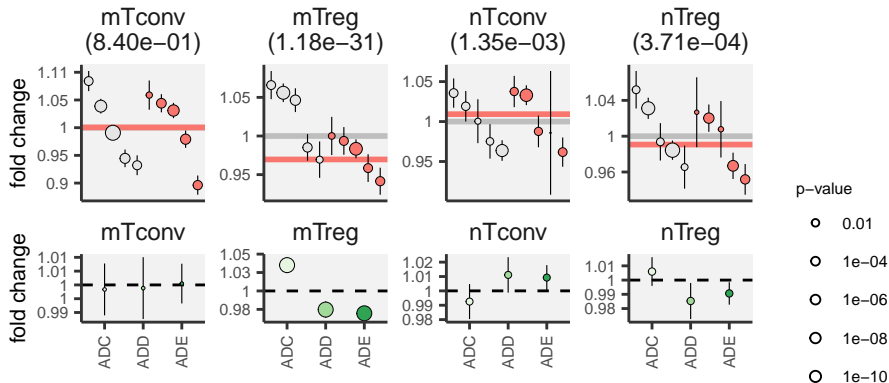 mTconv
(8.40e−01)
mTreg
(1.18e−31)
nTconv
(1.35e−03)
nTreg
(3.71e−04)
fold change
1.11
1.05
1
0.95
0.9
1.05
1
0.95
1.05
1
0.95
1.04
1
0.96
p−value
0.01
1e−04
1e−06
1e−08
1e−10
mTconv
mTreg
nTconv
nTreg
fold change
1.01
1.01
1
1
0.99
1.05
1.03
1
0.98
1.02
1.01
1
0.99
0.98
1.01
1
0.99
0.98
ADC
ADD
ADE
ADC
ADD
ADE
ADC
ADD
ADE
ADC
ADD
ADE